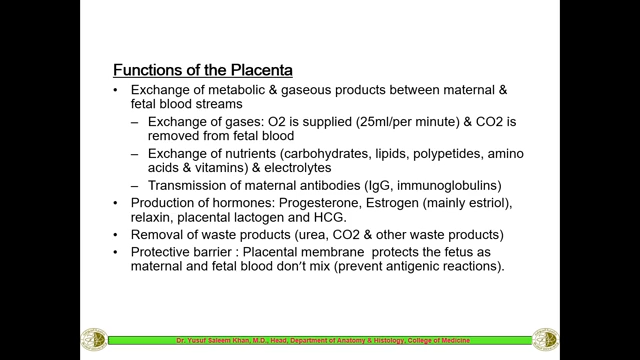 Functions of the Placenta
• Exchange of metabolic & gaseous products between maternal &
fetal blood streams
– Exchange of gases: O2 is supplied (25ml/per minute) & CO2 is
removed from fetal blood
– Exchange of nutrients (carbohydrates, lipids, polypetides, amino
acids & vitamins) & electrolytes
– Transmission of maternal antibodies (IgG, immunoglobulins)
• Production of hormones: Progesterone, Estrogen (mainly estriol),
relaxin, placental lactogen and HCG.
• Removal of waste products (urea, CO2 & other waste products)
• Protective barrier : Placental membrane protects the fetus as
maternal and fetal blood don't mix (prevent antigenic reactions).
Dr. Yusuf Saleem Khan, M.D., Head, Department of Anatomy & Histology, College of Medicine